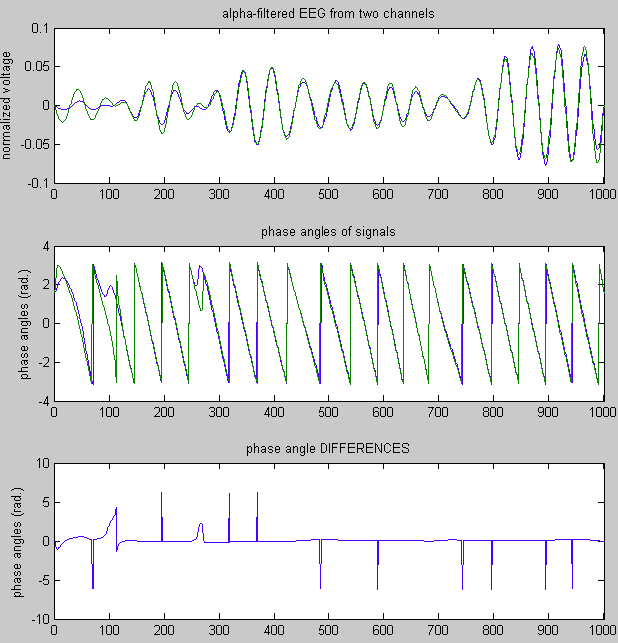 alpha-filtered EEG from two channels
normalized voltage
0.1
0.05
0
-0.05
-0.1
0 100 200 300 400 500 600 700 800 900 1000
phase angles of signals
phase angles (rad.)
4
2
0
-2
-4
0 100 200 300 400 500 600 700 800 900 1000
phase angle DIFFERENCES
phase angles (rad.)
10
5
0
-5
-10
0 100 200 300 400 500 600 700 800 900 1000